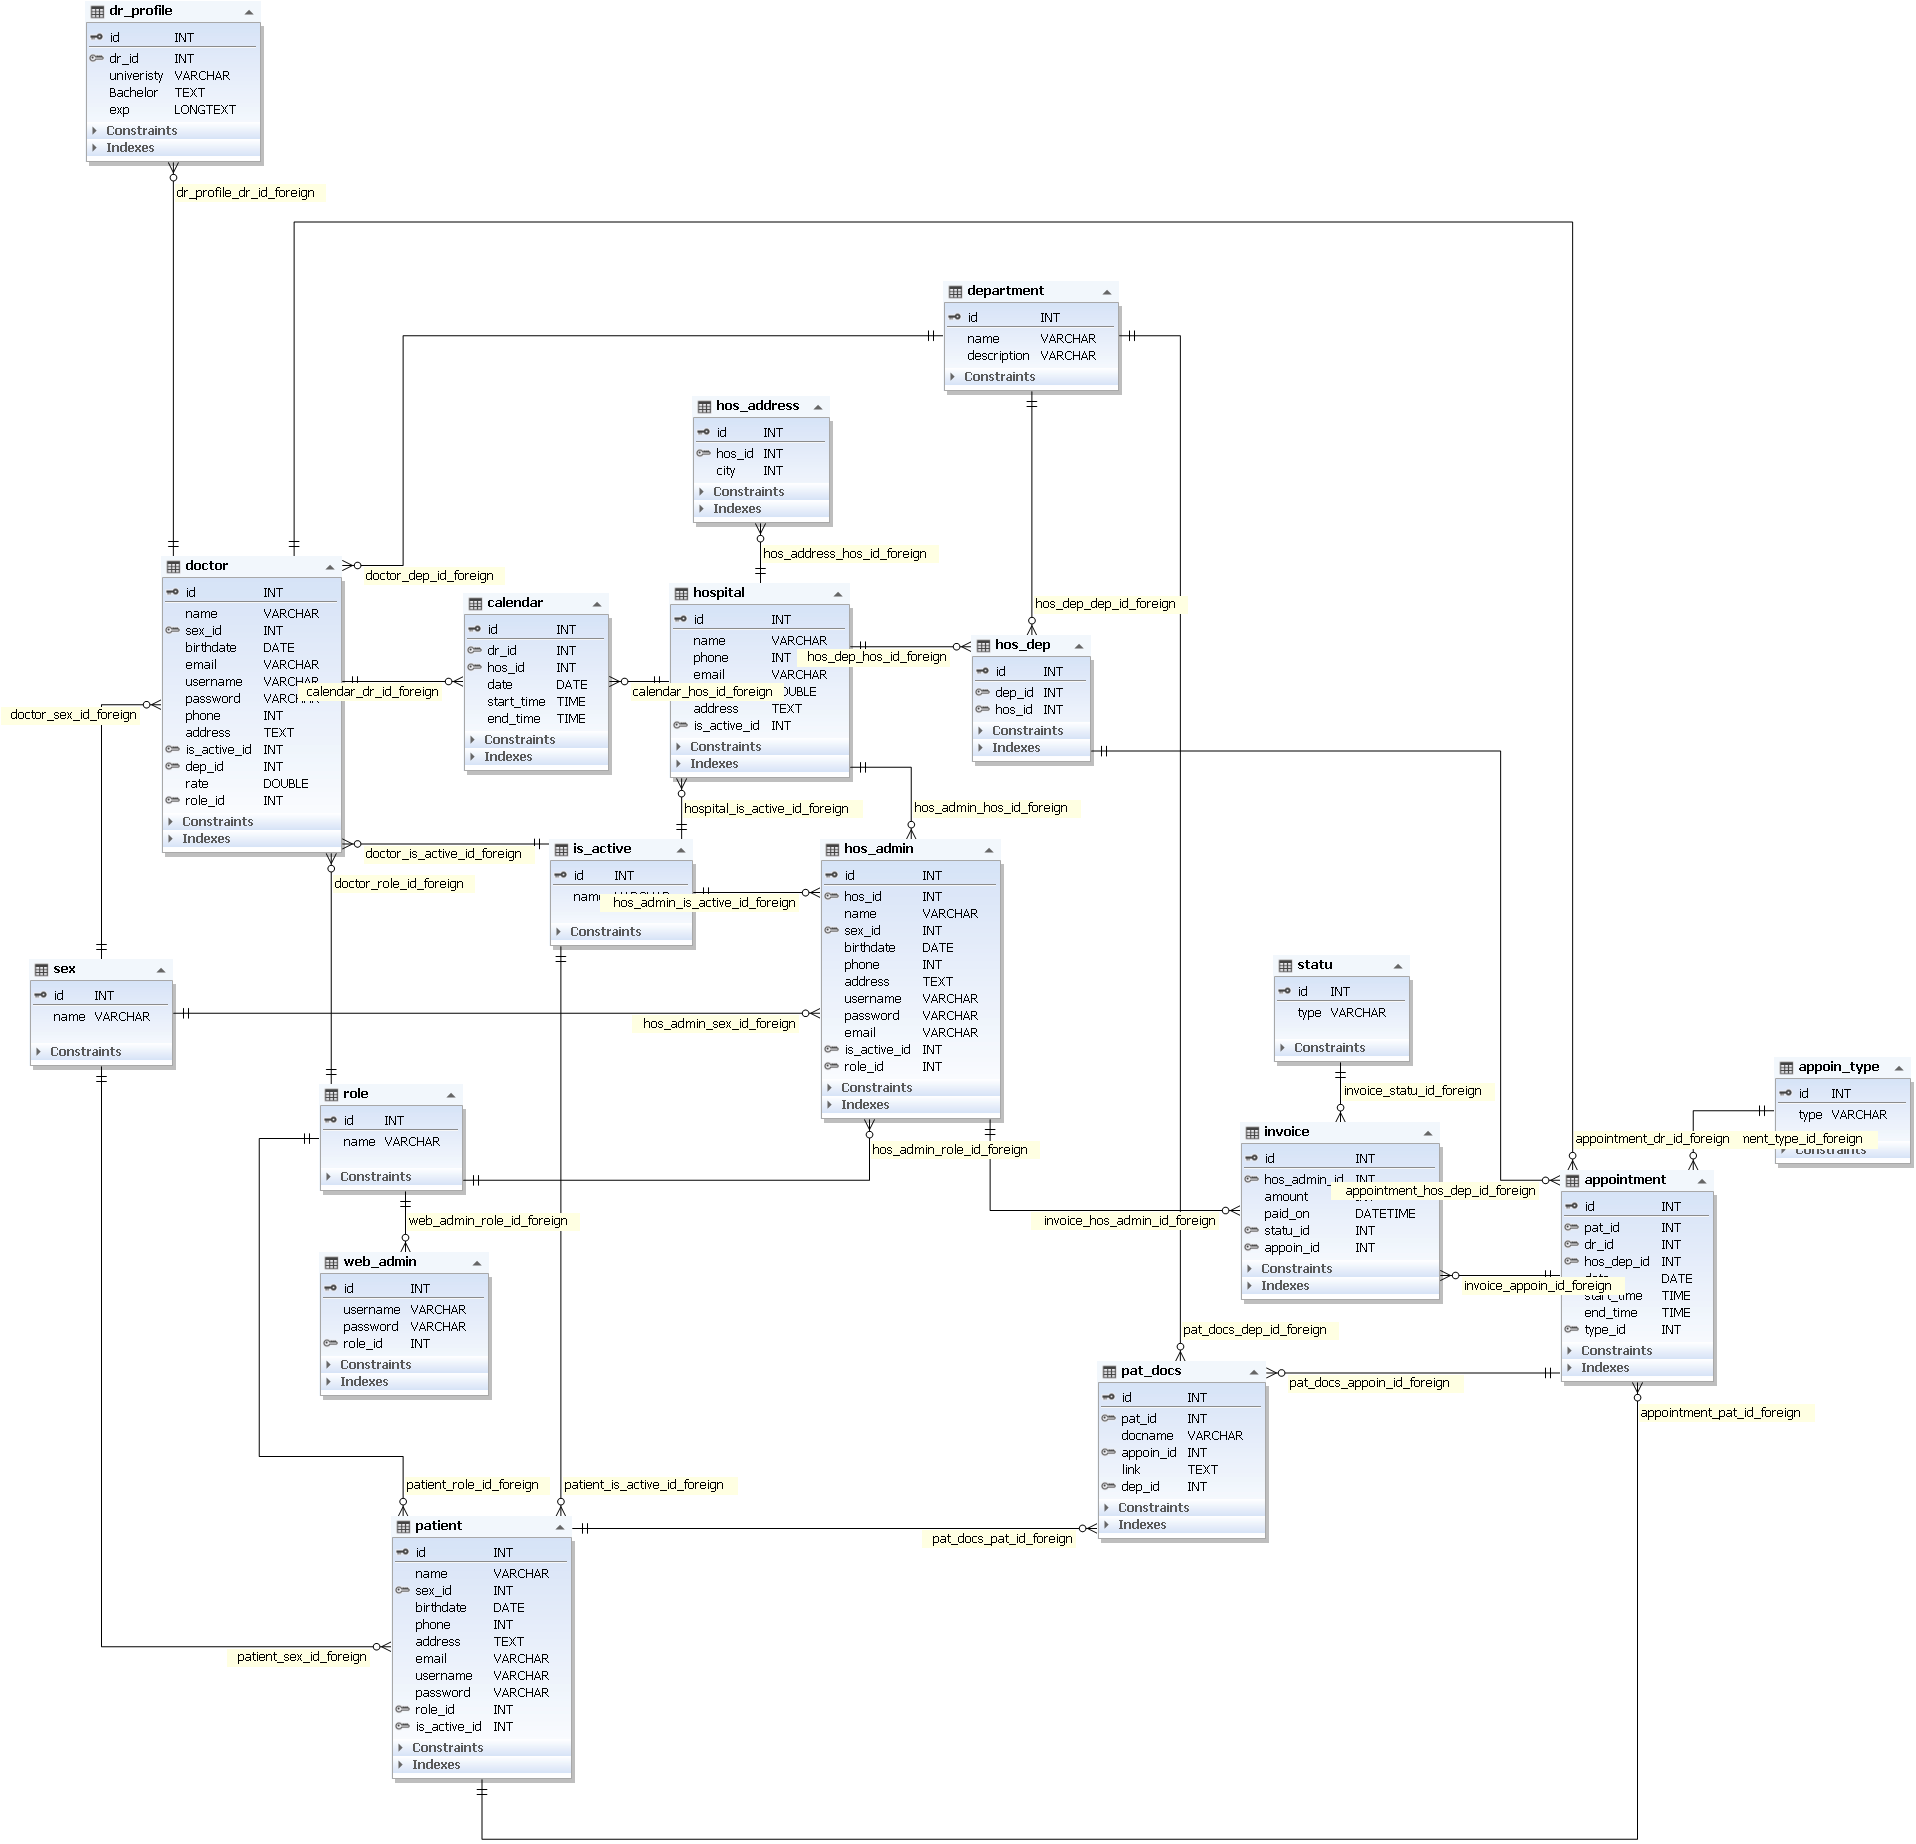 dr_profile
id INT
dr_id INT
univeristy VARCHAR
Bachelor TEXT
exp LONGTEXT
Constraints
Indexes
dr_profile_dr_id_foreign
department
id INT
name VARCHAR
description VARCHAR
Constraints
hos_address
id INT
hos_id INT
city INT
Constraints
Indexes
hos_address_hos_id_foreign
doctor_dep_id_foreign
hos_dep_dep_id_foreign
doctor
id INT
name VARCHAR
sex_id INT
birthdate DATE
email VARCHAR
username VARCHAR
password
phone INT
address TEXT
is_active_id INT
dep_id INT
rate DOUBLE
role_id INT
Constraints
Indexes
calendar
id INT
dr_id INT
hos_id INT
date DATE
start_time TIME
end_time TIME
Constraints
Indexes
hospital
id INT
name VARCHAR
phone INT
email VARCHAR
address TEXT
is_active_id INT
Constraints
Indexes
hos_dep
id INT
dep_id INT
hos_id INT
Constraints
Indexes
hos_dep_hos_id_foreign
calendar_dr_id_foreign
calendar_hos_id_foreign
doctor_sex_id_foreign
hospital_is_active_id_foreign
hos_admin_hos_id_foreign
doctor_is_active_id_foreign
doctor_role_id_foreign
is_active
id INT
Constraints
hos_admin_is_active_id_foreign
hos_admin
id INT
hos_id INT
name VARCHAR
sex_id INT
birthdate DATE
phone INT
address TEXT
username VARCHAR
password VARCHAR
email VARCHAR
is_active_id INT
role_id INT
Constraints
Indexes
sex
id INT
name VARCHAR
Constraints
hos_admin_sex_id_foreign
statu
id INT
type VARCHAR
Constraints
invoice_statu_id_foreign
appoin_type
id INT
type VARCHAR
Constraints
role
id INT
name VARCHAR
Constraints
hos_admin_role_id_foreign
web_admin_role_id_foreign
invoice
id INT
hos_admin_id INT
amount
paid_on DATETIME
statu_id INT
appoin_id INT
Constraints
Indexes
appointment_dr_id_foreign
ment_type_id_foreign
appointment_hos_dep_id_foreign
invoice_hos_admin_id_foreign
appointment
id INT
pat_id INT
dr_id INT
hos_dep_id INT
DATE
start_time TIME
end_time TIME
type_id INT
Constraints
Indexes
invoice_appoin_id_foreign
web_admin
id INT
username VARCHAR
password VARCHAR
role_id INT
Constraints
Indexes
pat_docs_dep_id_foreign
pat_docs
id INT
pat_id INT
docname VARCHAR
appoin_id INT
link TEXT
dep_id INT
Constraints
Indexes
pat_docs_appoin_id_foreign
appointment_pat_id_foreign
patient_role_id_foreign
patient_is_active_id_foreign
pat_docs_pat_id_foreign
patient
id INT
name VARCHAR
sex_id INT
birthdate DATE
phone INT
address TEXT
email VARCHAR
username VARCHAR
password VARCHAR
role_id INT
is_active_id INT
Constraints
Indexes
patient_sex_id_foreign